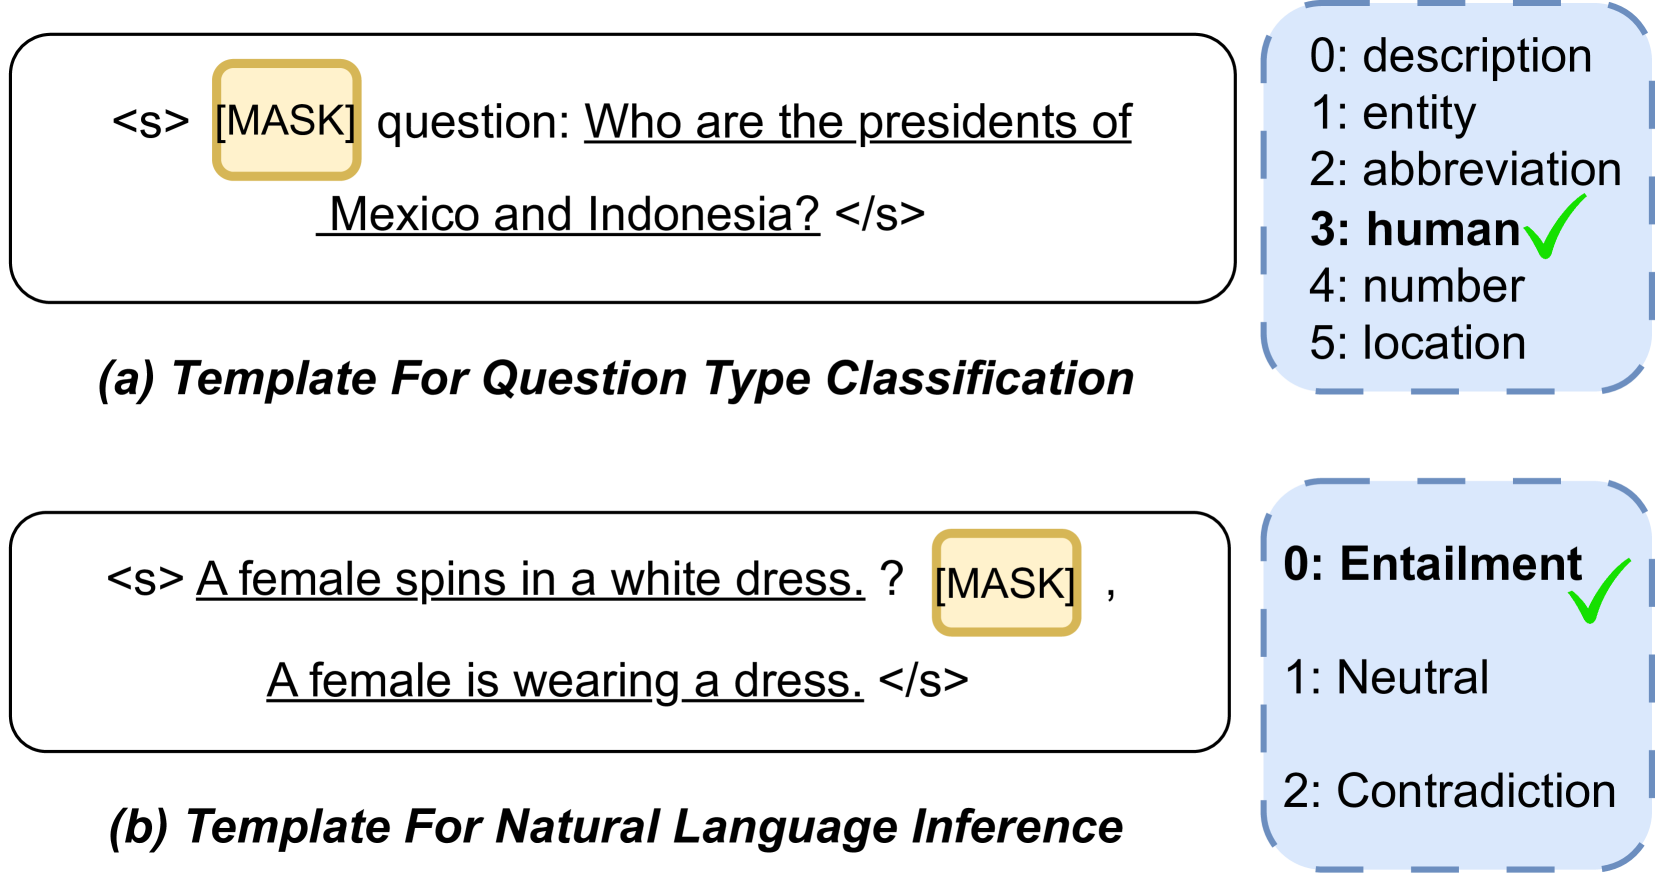 <s> [MASK] question: Who are the presidents of
Mexico and Indonesia? </s>
(a) Template For Question Type Classification
0: description
1: entity
2: abbreviation
3: human
4: number
5: location
<s> A female spins in a white dress. ? [MASK] ,
A female is wearing a dress. </s>
(b) Template For Natural Language Inference
0: Entailment
1: Neutral
2: Contradiction